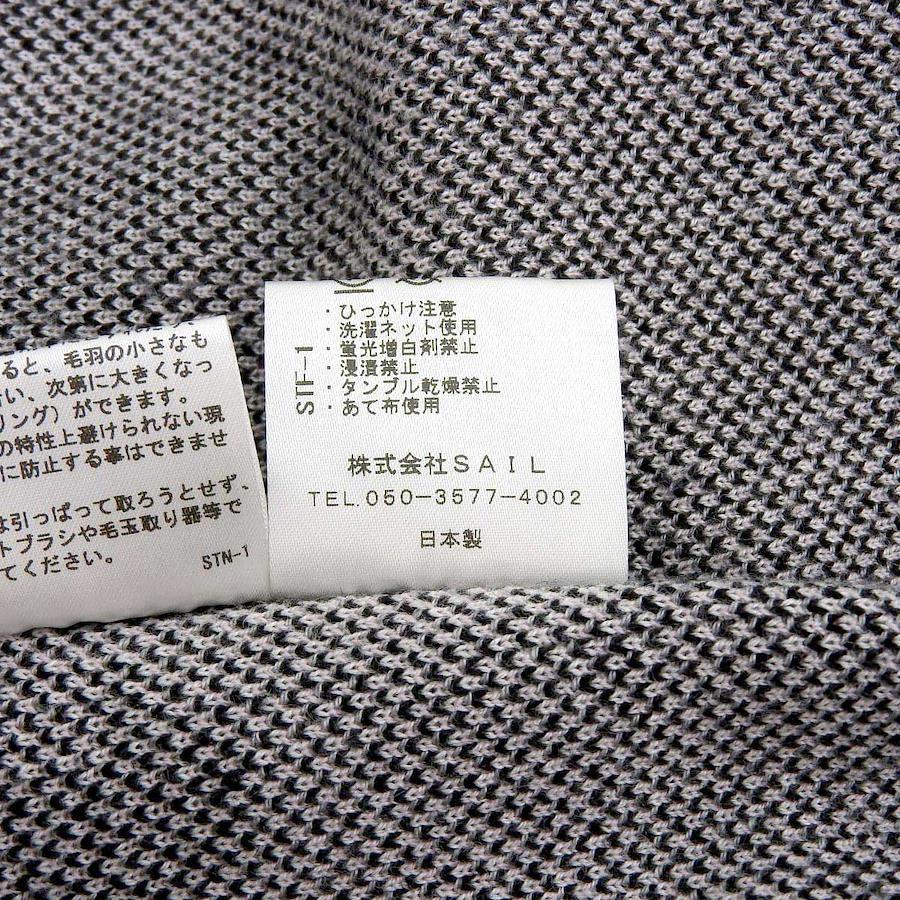 ると、毛羽の小さなも
い、次第に大きくなっ
リング）ができます。
の特性上避けられない現
に防止する事はできませ
は引っぱって取ろうとせず、
トブラシや毛玉取り器等で
てください。
STN-1
・ひっかけ注意
・洗濯ネット使用
・蛍光増白剤禁止
・浸漬禁止
・タンブル乾燥禁止
・あて布使用
STN-1
株式会社SAIL
TEL.050-3577-4002
日本製